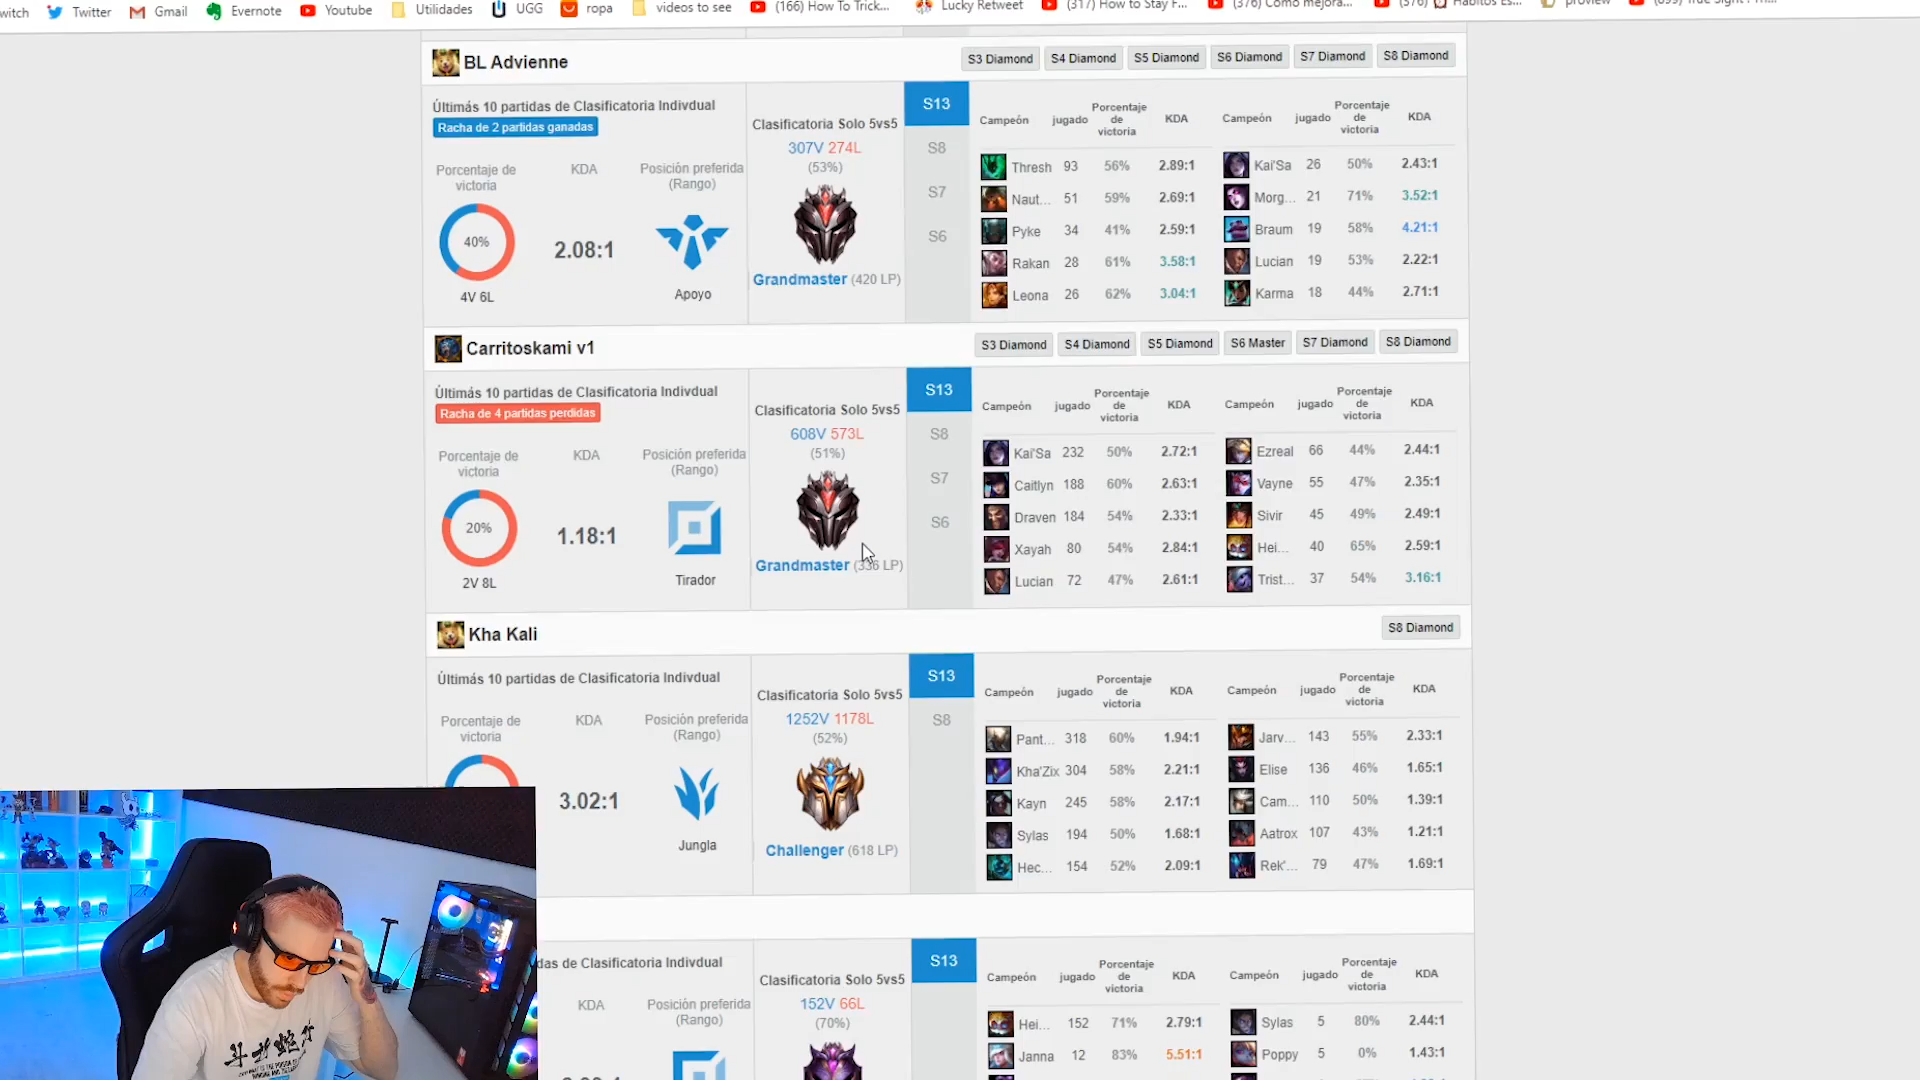 witch Twitter Gmail Evernote Youtube Utilidades UGG ropa videos to see (166) How To Trick... Lucky Retweet (317) How to Stay F... (376) Cómo mejora... (576) Hábitos Es... proview
BL Advienne
S3 Diamond S4 Diamond S5 Diamond S6 Diamond S7 Diamond S8 Diamond
Últimás 10 partidas de Clasificatoria Indivdual
Racha de 2 partidas ganadas
Porcentaje de victoria
KDA
Posición preferida (Rango)
40%
2.08:1
4V 6L
Apoyo
Clasificatoria Solo 5vs5
307V 274L
(53%)
Grandmaster (420 LP)
S13
S8
S7
S6
Campeón jugado Porcentaje de victoria KDA Campeón jugado Porcentaje de victoria KDA
Thresh 93 56% 2.89:1 Kai'Sa 26 50% 2.43:1
Naut... 51 59% 2.69:1 Morg... 21 71% 3.52:1
Pyke 34 41% 2.59:1 Braum 19 58% 4.21:1
Rakan 28 61% 3.58:1 Lucian 19 53% 2.22:1
Leona 26 62% 3.04:1 Karma 18 44% 2.71:1
Carritoskami v1
S3 Diamond S4 Diamond S5 Diamond S6 Master S7 Diamond S8 Diamond
Últimás 10 partidas de Clasificatoria Indivdual
Racha de 4 partidas perdidas
Porcentaje de victoria
KDA
Posición preferida (Rango)
20%
1.18:1
2V 8L
Tirador
Clasificatoria Solo 5vs5
608V 573L
(51%)
Grandmaster (336 LP)
S13
S8
S7
S6
Campeón jugado Porcentaje de victoria KDA Campeón jugado Porcentaje de victoria KDA
Kai'Sa 232 50% 2.72:1 Ezreal 66 44% 2.44:1
Caitlyn 188 60% 2.63:1 Vayne 55 47% 2.35:1
Draven 184 54% 2.33:1 Sivir 45 49% 2.49:1
Xayah 80 54% 2.84:1 Hei... 40 65% 2.59:1
Lucian 72 47% 2.61:1 Trist... 37 54% 3.16:1
Kha Kali
S8 Diamond
Últimás 10 partidas de Clasificatoria Indivdual
Porcentaje de victoria
KDA
Posición preferida (Rango)
3.02:1
Jungla
Clasificatoria Solo 5vs5
1252V 1178L
(52%)
Challenger (618 LP)
S13
S8
Campeón jugado Porcentaje de victoria KDA Campeón jugado Porcentaje de victoria KDA
Pant... 318 60% 1.94:1 Jarv... 143 55% 2.33:1
Kha'Zix 304 58% 2.21:1 Elise 136 46% 1.65:1
Kayn 245 58% 2.17:1 Cam... 110 50% 1.39:1
Sylas 194 50% 1.68:1 Aatrox 107 43% 1.21:1
Hec... 154 52% 2.09:1 Rek'... 79 47% 1.69:1
das de Clasificatoria Indivdual
KDA
Posición preferida (Rango)
Clasificatoria Solo 5vs5
152V 66L
(70%)
S13
Campeón jugado Porcentaje de victoria KDA Campeón jugado Porcentaje de victoria KDA
Hei... 152 71% 2.79:1 Sylas 5 80% 2.44:1
Janna 12 83% 5.51:1 Poppy 5 0% 1.43:1